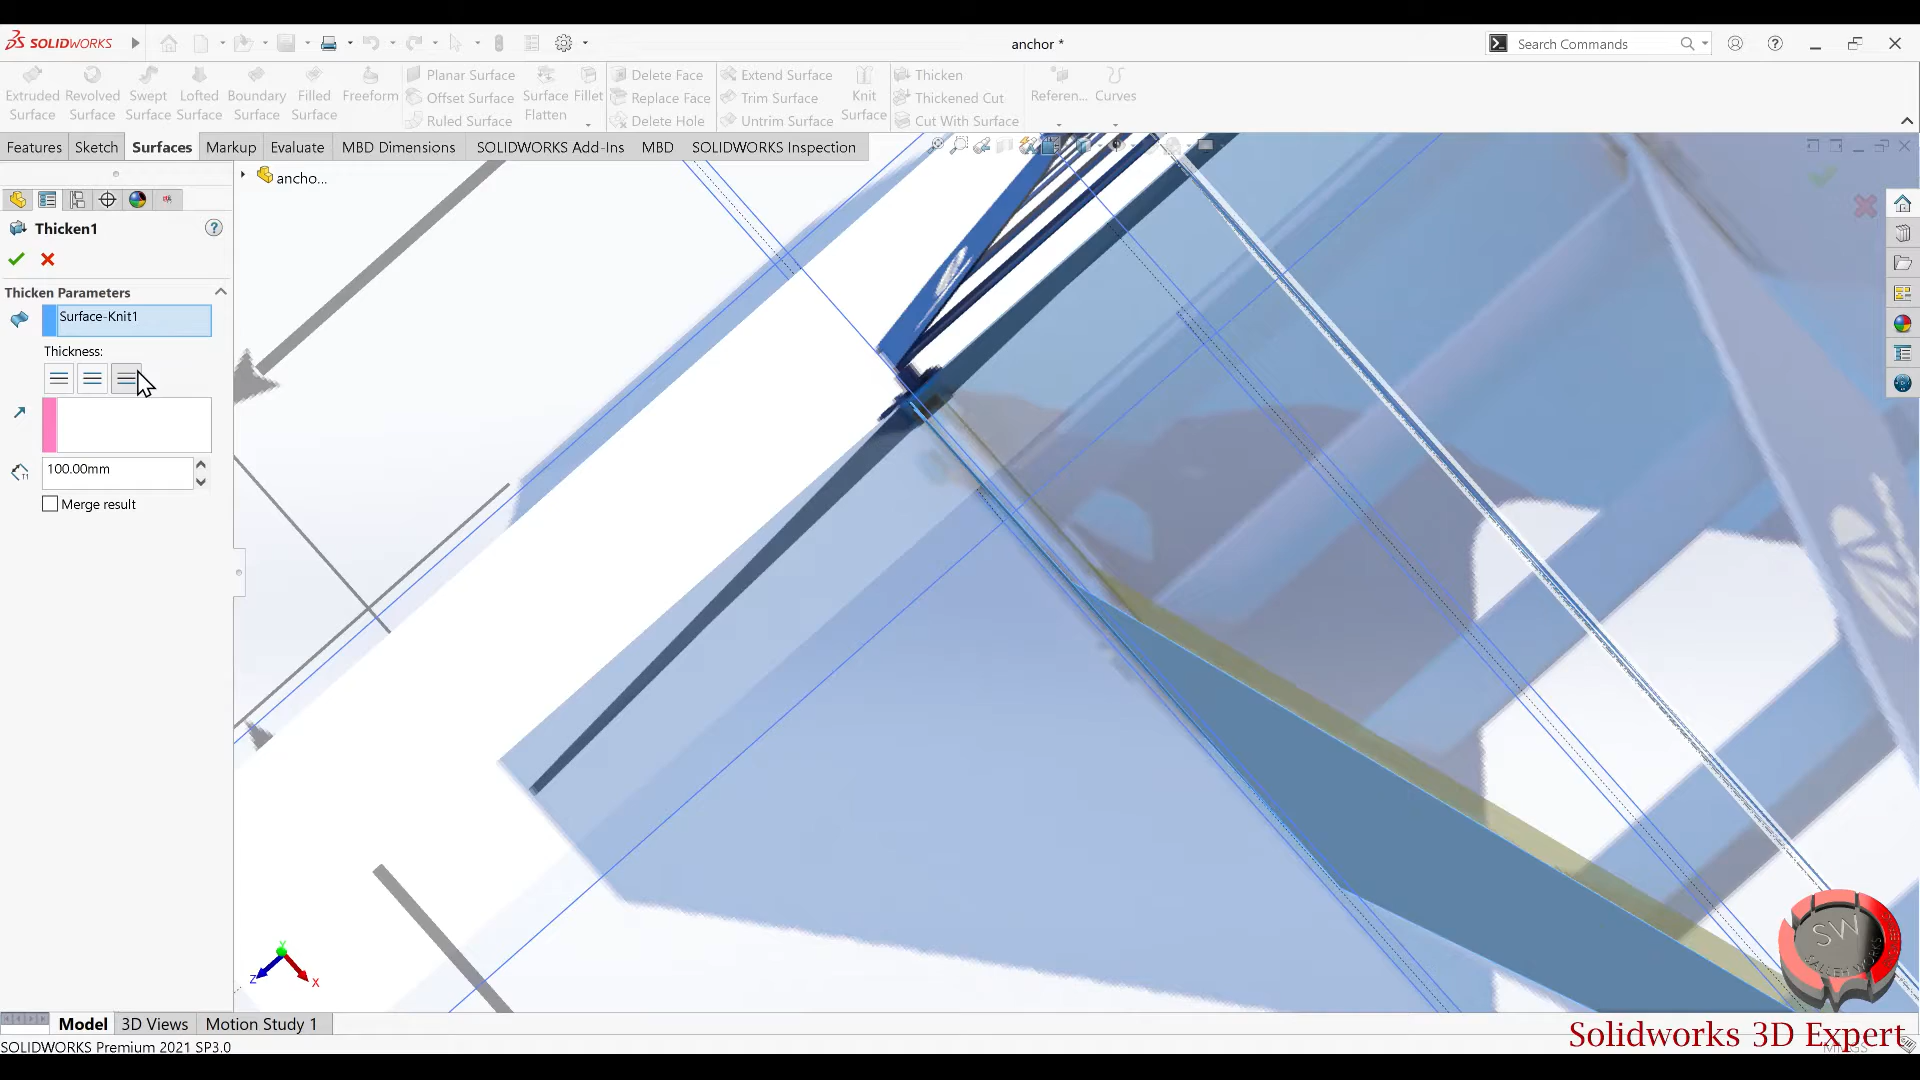 SOLIDWORKS
anchor *
Search Commands
Extruded Surface
Revolved Surface
Swept Surface
Lofted Surface
Boundary Surface
Filled Surface
Freeform
Planar Surface
Offset Surface
Ruled Surface
Surface Flatten
Fillet
Delete Face
Replace Face
Delete Hole
Extend Surface
Trim Surface
Untrim Surface
Knit Surface
Thicken
Thickened Cut
Cut With Surface
Referen...
Curves
Features
Sketch
Surfaces
Markup
Evaluate
MBD Dimensions
SOLIDWORKS Add-Ins
MBD
SOLIDWORKS Inspection
ancho...
Thicken1
Thicken Parameters
Surface-Knit1
Thickness:
100.00mm
Merge result
Y
Z
X
SW
Model
3D Views
Motion Study 1
SOLIDWORKS Premium 2021 SP3.0
Solidworks 3D Expert